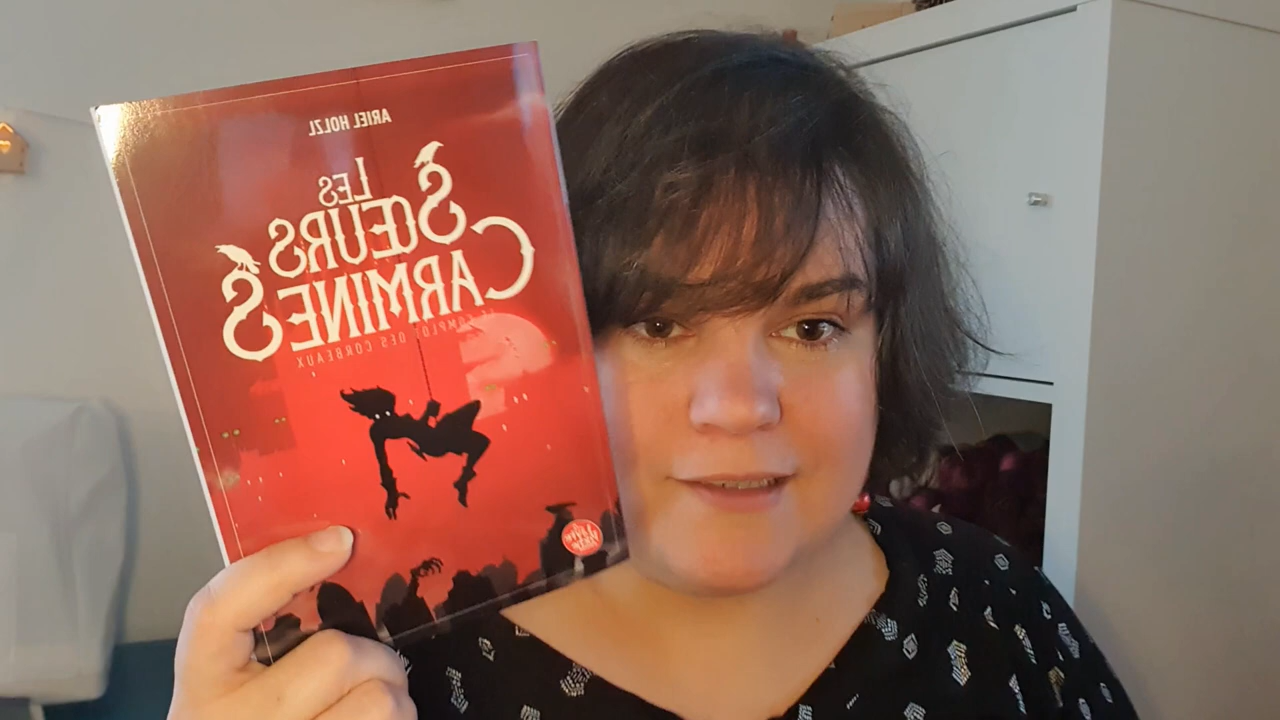 ARIEL HOLZL
LES
SŒURS
CARMINES
LE COMPLOT DES CORBEAUX